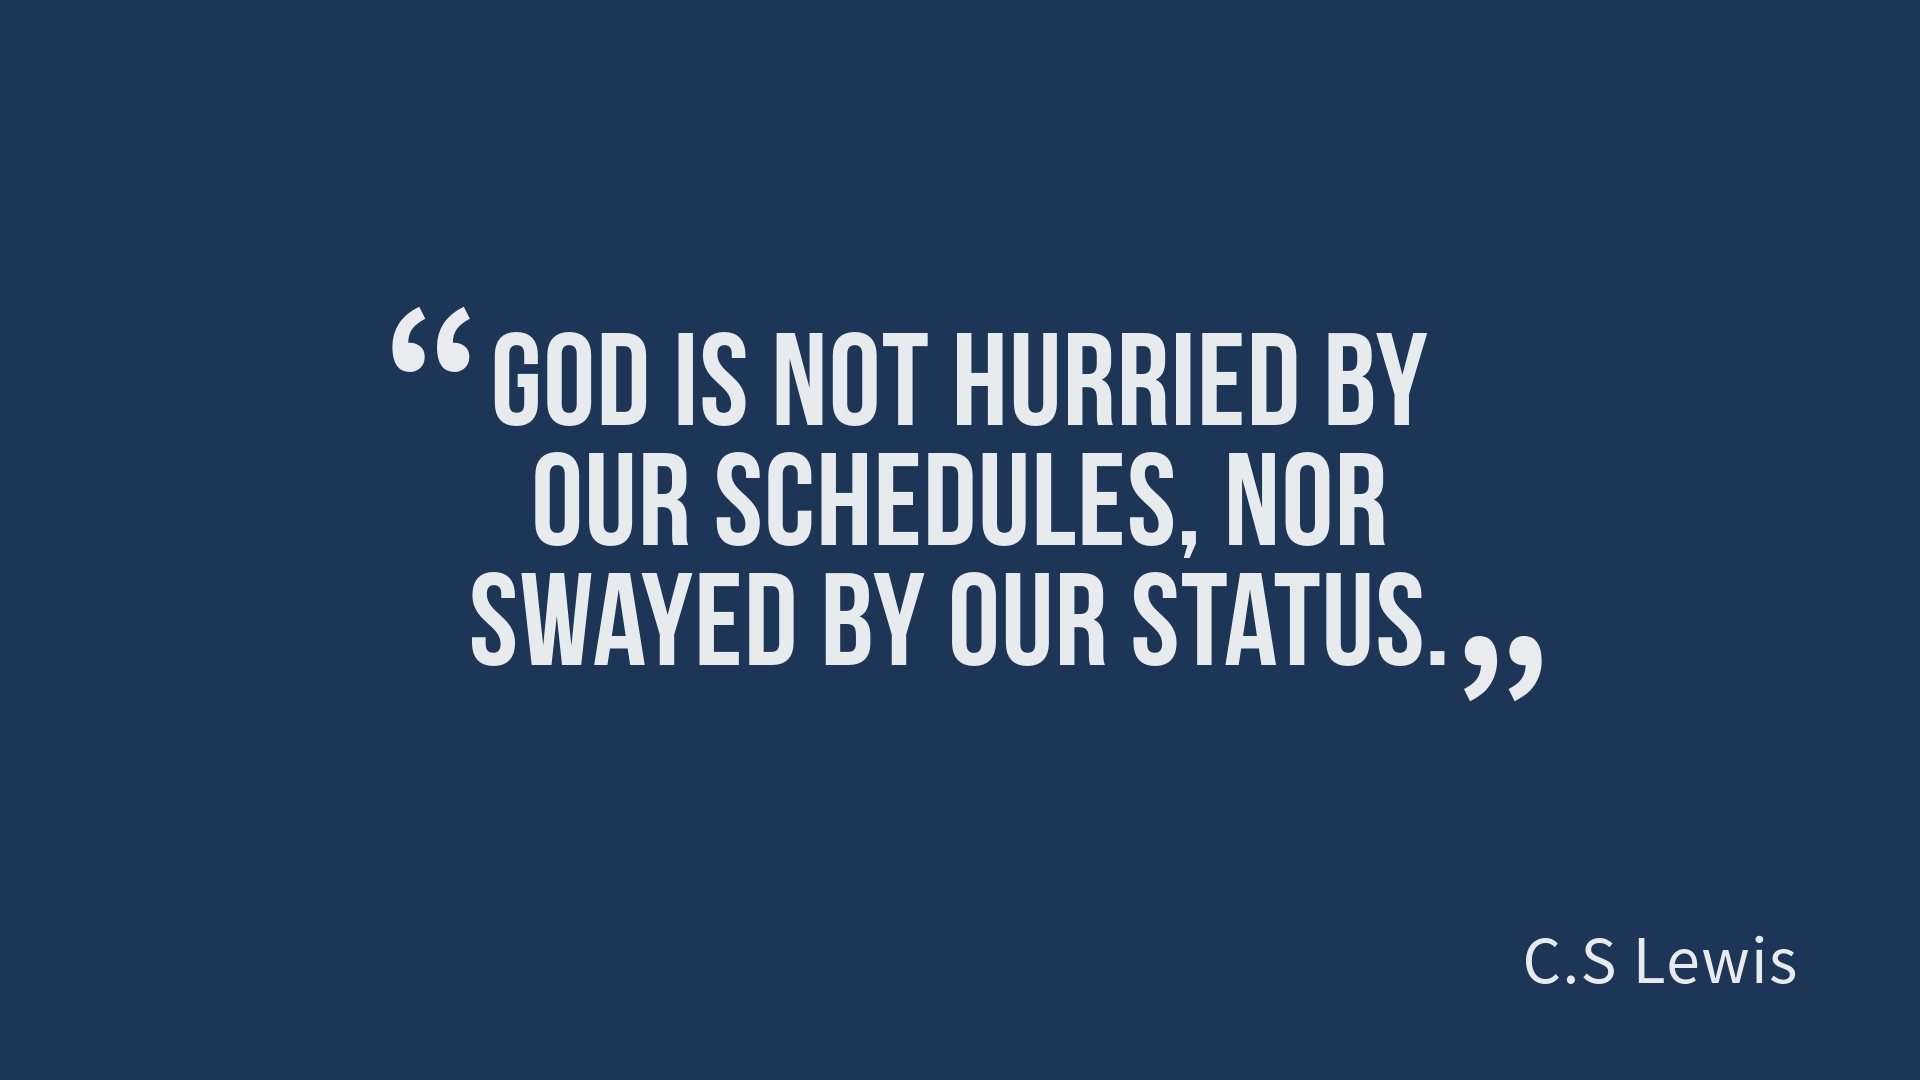 “GOD IS NOT HURRIED BY
OUR SCHEDULES, NOR
SWAYED BY OUR STATUS.”
C.S Lewis